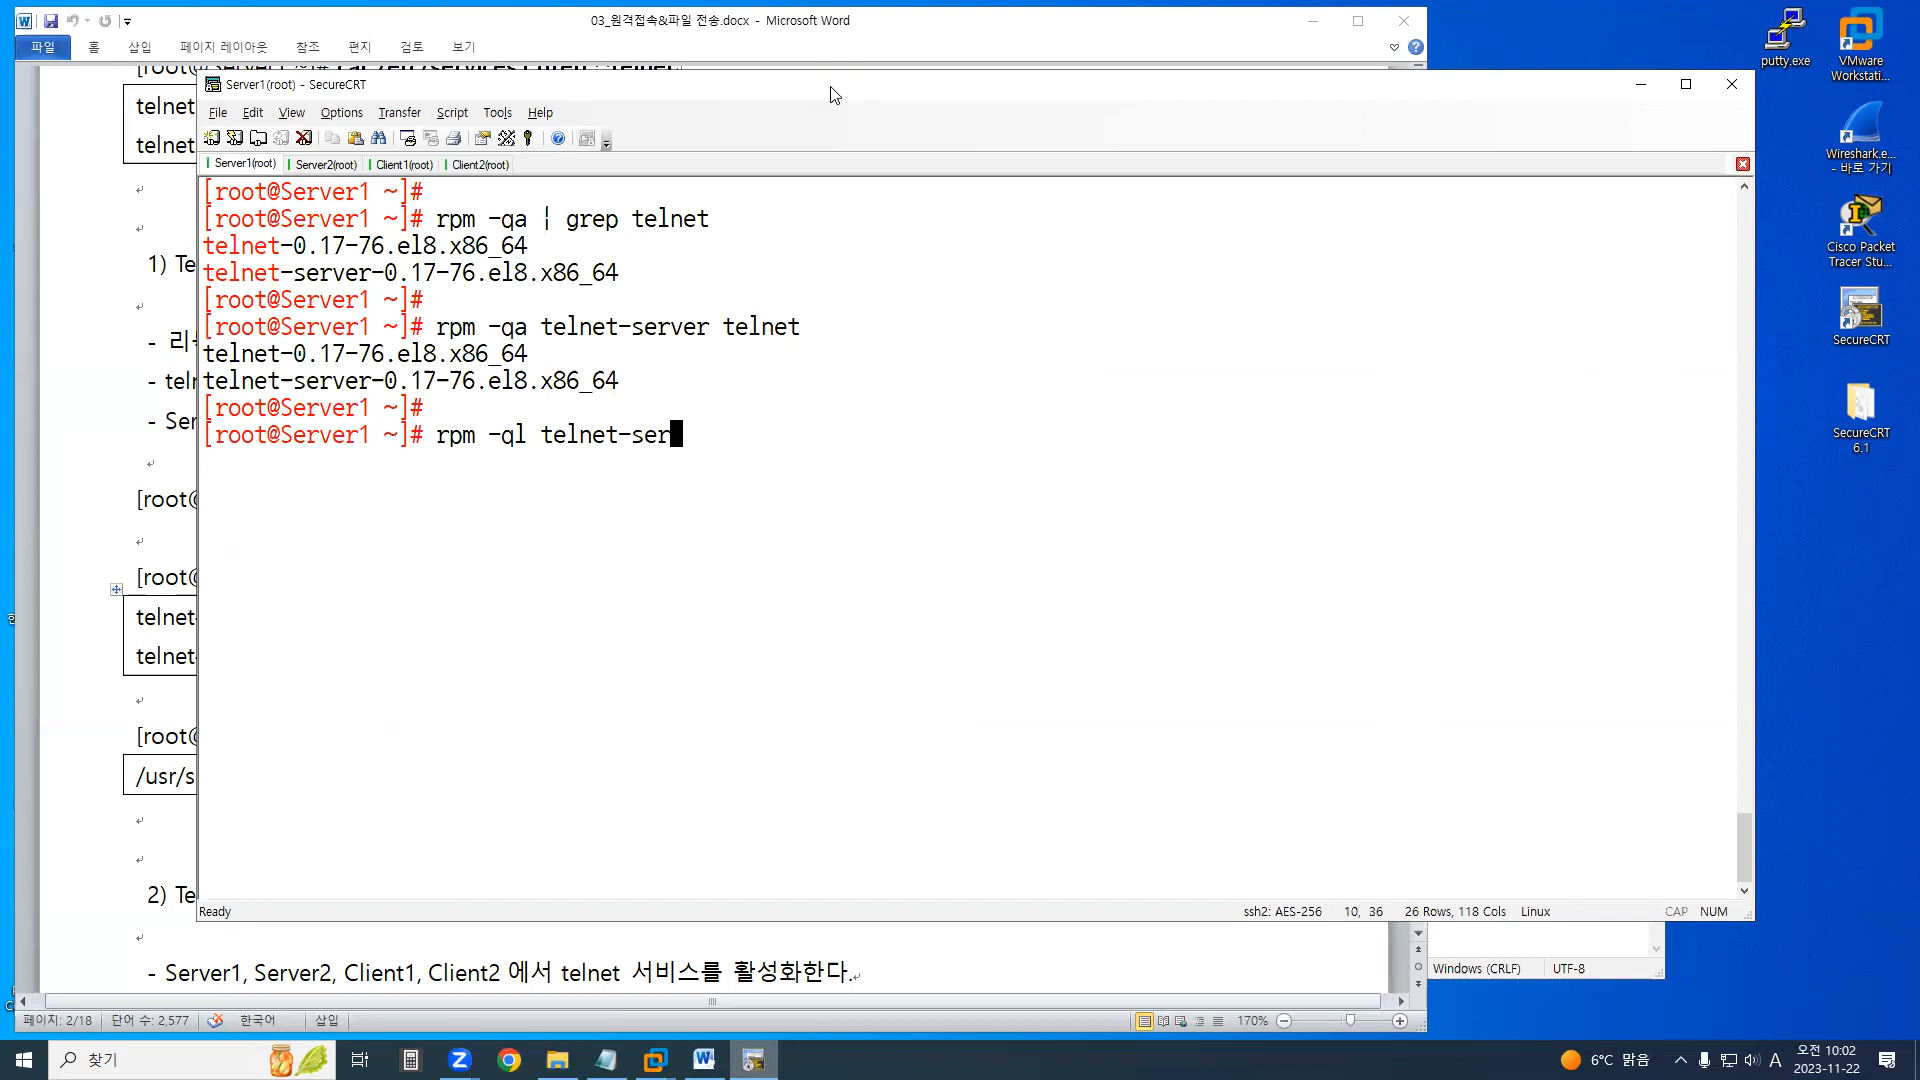 03_원격접속&파일 전송.docx - Microsoft Word
파일 홈 삽입 페이지 레이아웃 참조 편지 검토 보기
telnet
telnet
1) Te
- 리
- teln
- Ser
[root@
[root@
telnet-
telnet-
[root@
/usr/s
2) Te
- Server1, Server2, Client1, Client2 에서 telnet 서비스를 활성화한다.
페이지: 2/18 단어 수: 2,577 한국어 삽입 170%
Server1(root) - SecureCRT
File Edit View Options Transfer Script Tools Help
Server1(root) Server2(root) Client1(root) Client2(root)
[root@Server1 ~]#
[root@Server1 ~]# rpm -qa | grep telnet
telnet-0.17-76.el8.x86_64
telnet-server-0.17-76.el8.x86_64
[root@Server1 ~]#
[root@Server1 ~]# rpm -qa telnet-server telnet
telnet-0.17-76.el8.x86_64
telnet-server-0.17-76.el8.x86_64
[root@Server1 ~]#
[root@Server1 ~]# rpm -ql telnet-ser
Ready ssh2: AES-256 10, 36 26 Rows, 118 Cols Linux CAP NUM
Windows (CRLF) UTF-8
putty.exe
VMware
Workstati...
Wireshark.e...
- 바로 가기
Cisco Packet
Tracer Stu...
SecureCRT
SecureCRT
6.1
찾기
6°C 맑음 A
오전 10:02
2023-11-22